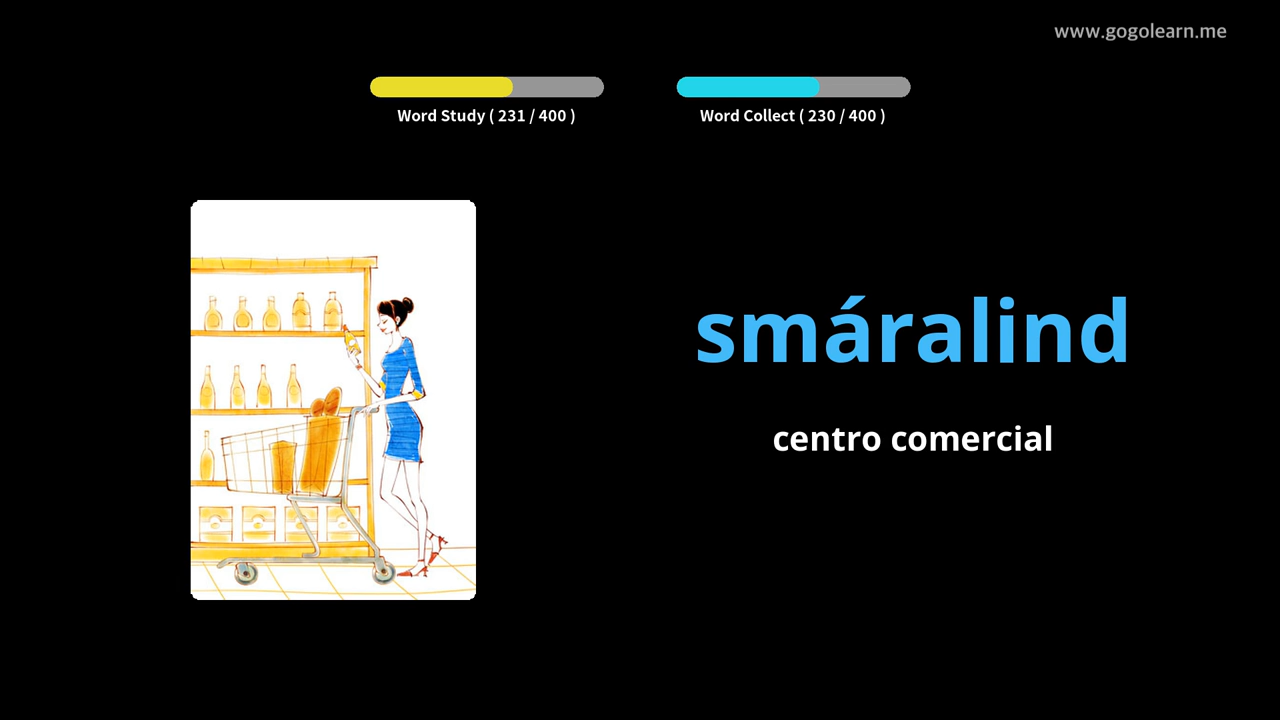 www.gogolearn.me
Word Study ( 231 / 400 )
Word Collect ( 230 / 400 )
smáralind
centro comercial